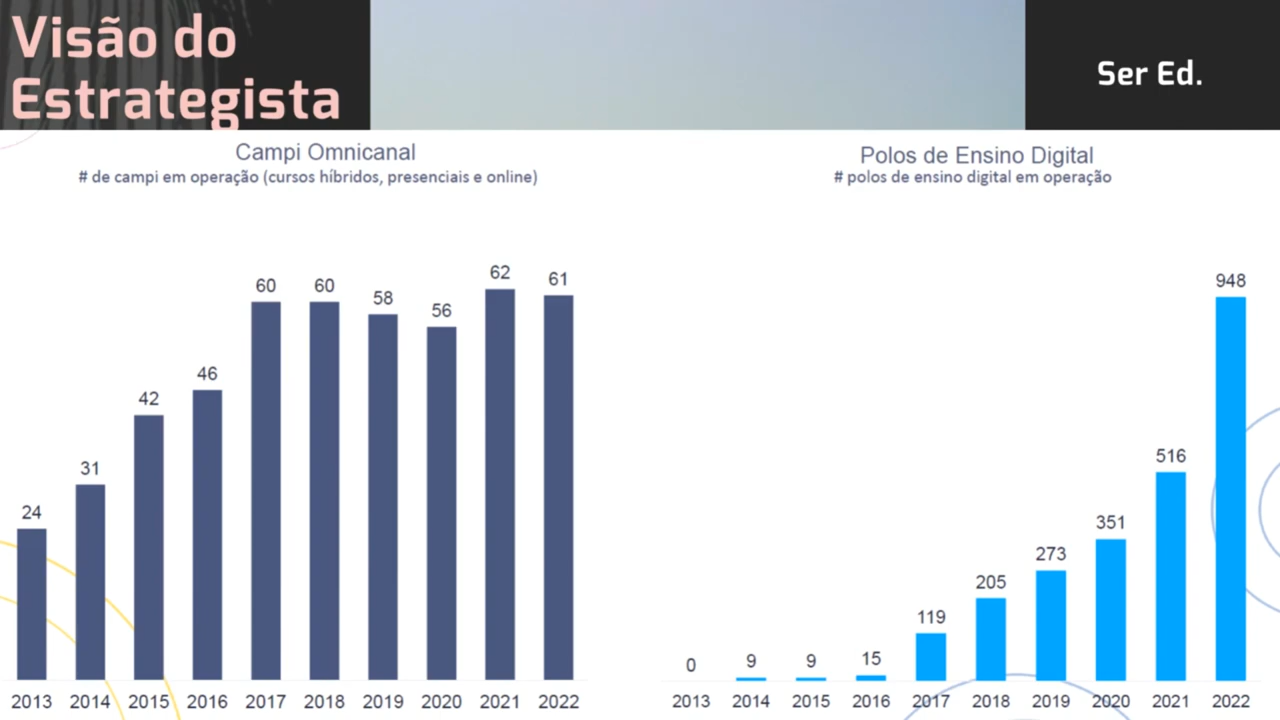 Visão do
Estrategista
Ser Ed.
Campi Omnicanal
# de campi em operação (cursos híbridos, presenciais e online)
24
31
42
46
60
60
58
56
62
61
2013 2014 2015 2016 2017 2018 2019 2020 2021 2022
Polos de Ensino Digital
# polos de ensino digital em operação
0
9
9
15
119
205
273
351
516
948
2013 2014 2015 2016 2017 2018 2019 2020 2021 2022